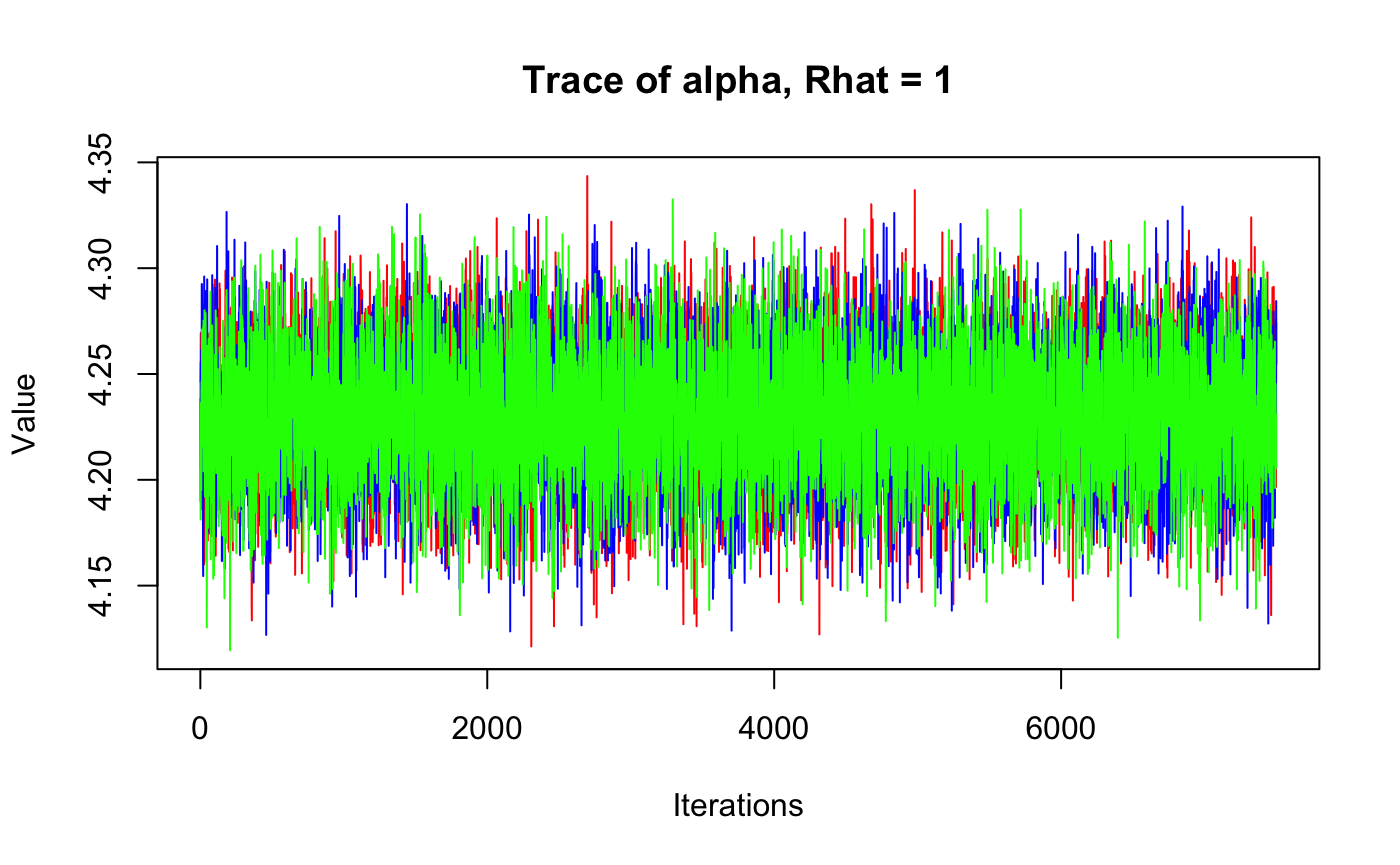 Trace of alpha, Rhat = 1
4.35
4.30
4.25
4.20
4.15
Value
0 2000 4000 6000
Iterations